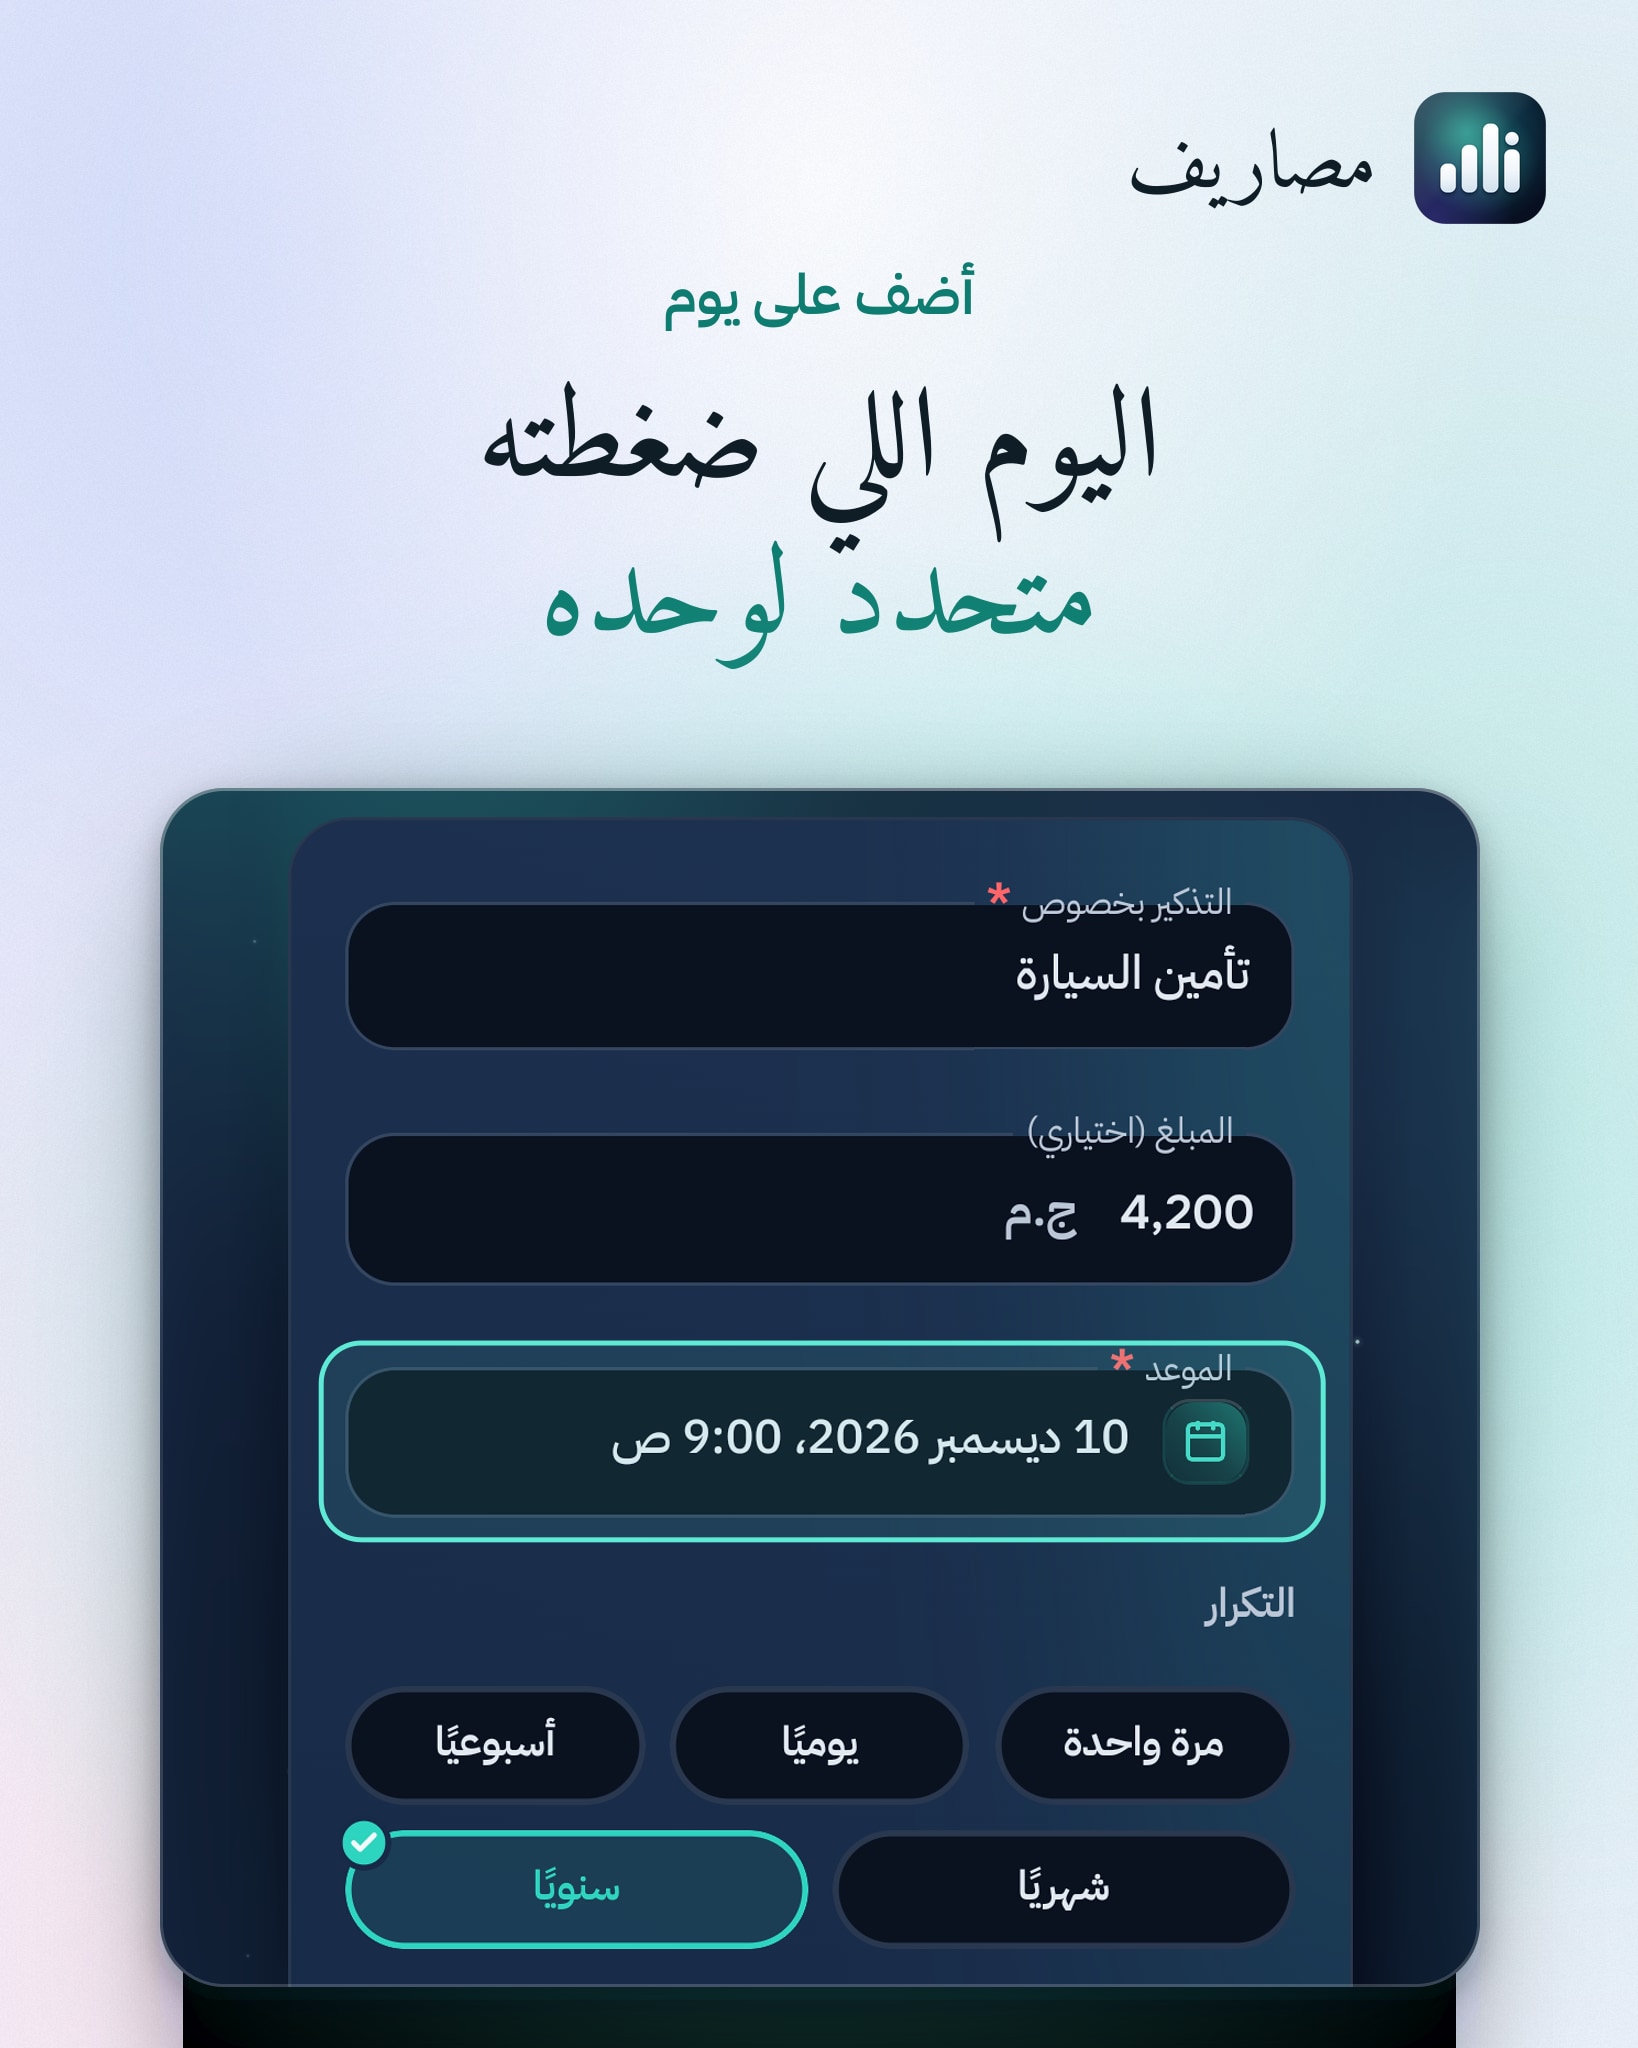 مصاريف
أضف على يوم
اليوم اللي ضغطته
متحدد لوحده
التذكير بخصوص *
تأمين السيارة
المبلغ (اختياري)
4,200 ج.م
الموعد *
10 ديسمبر 2026، 9:00 ص
التكرار
مرة واحدة يوميًا أسبوعيًا
شهريًا سنويًا